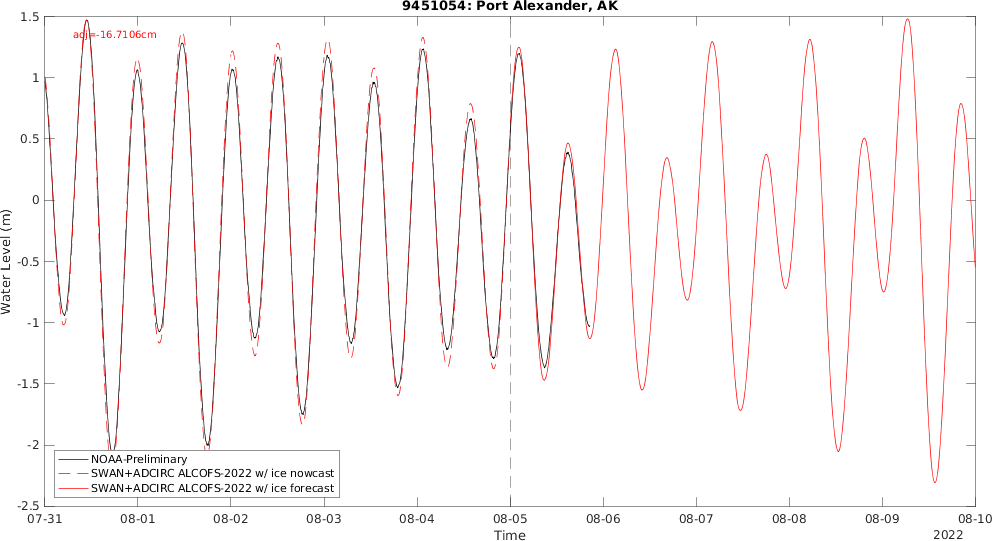 9451054: Port Alexander, AK
1.5
adj=-16.7106cm
1
0.5
0
-0.5
-1
-1.5
-2
-2.5
Water Level (m)
NOAA-Preliminary
SWAN+ADCIRC ALCOFS-2022 w/ ice nowcast
SWAN+ADCIRC ALCOFS-2022 w/ ice forecast
07-31 08-01 08-02 08-03 08-04 08-05 08-06 08-07 08-08 08-09 08-10
Time
2022